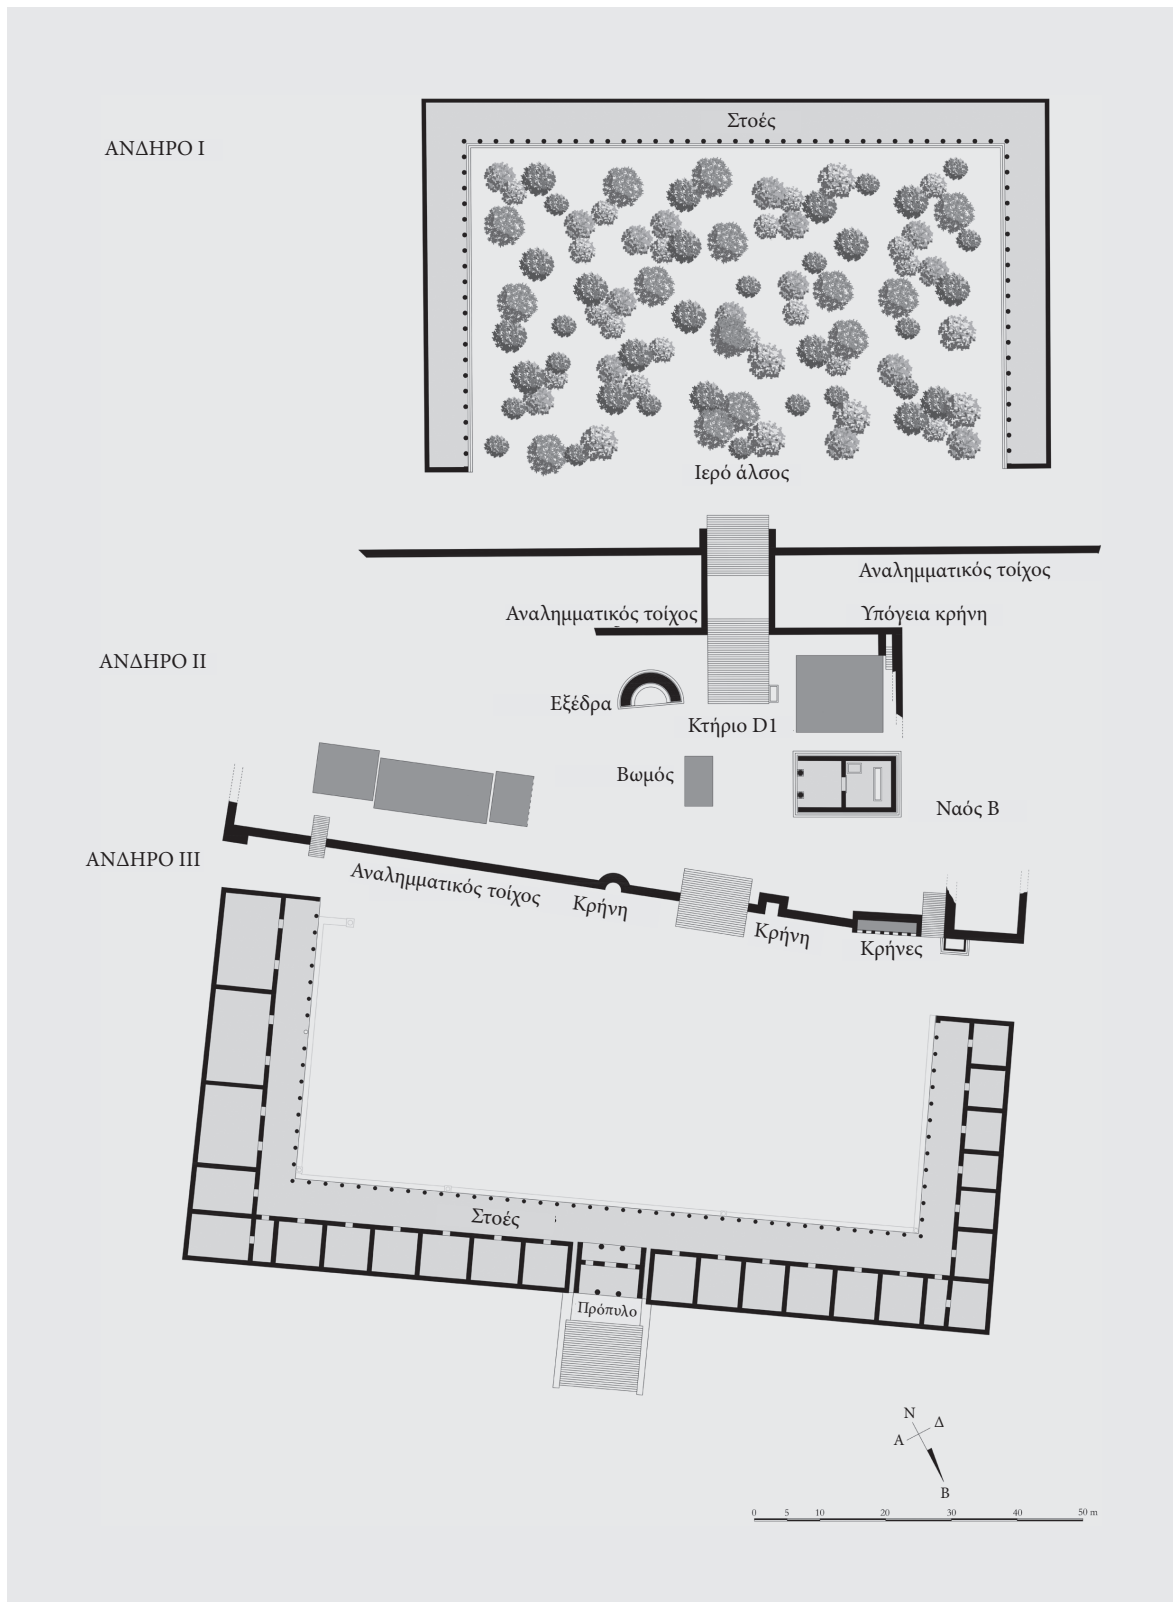 Στοές
ΑΝΔΗΡΟ Ι
Ιερό άλσος
Αναλημματικός τοίχος
Αναλημματικός τοίχος
Υπόγεια κρήνη
ΑΝΔΗΡΟ ΙΙ
Εξέδρα
Κτήριο D1
Βωμός
Ναός Β
ΑΝΔΗΡΟ ΙΙΙ
Αναλημματικός τοίχος
Κρήνη
Κρήνη
Κρήνες
Στοές
Πρόπυλο
Ν
Δ
Α
Β
0 5 10 20 30 40 50 m